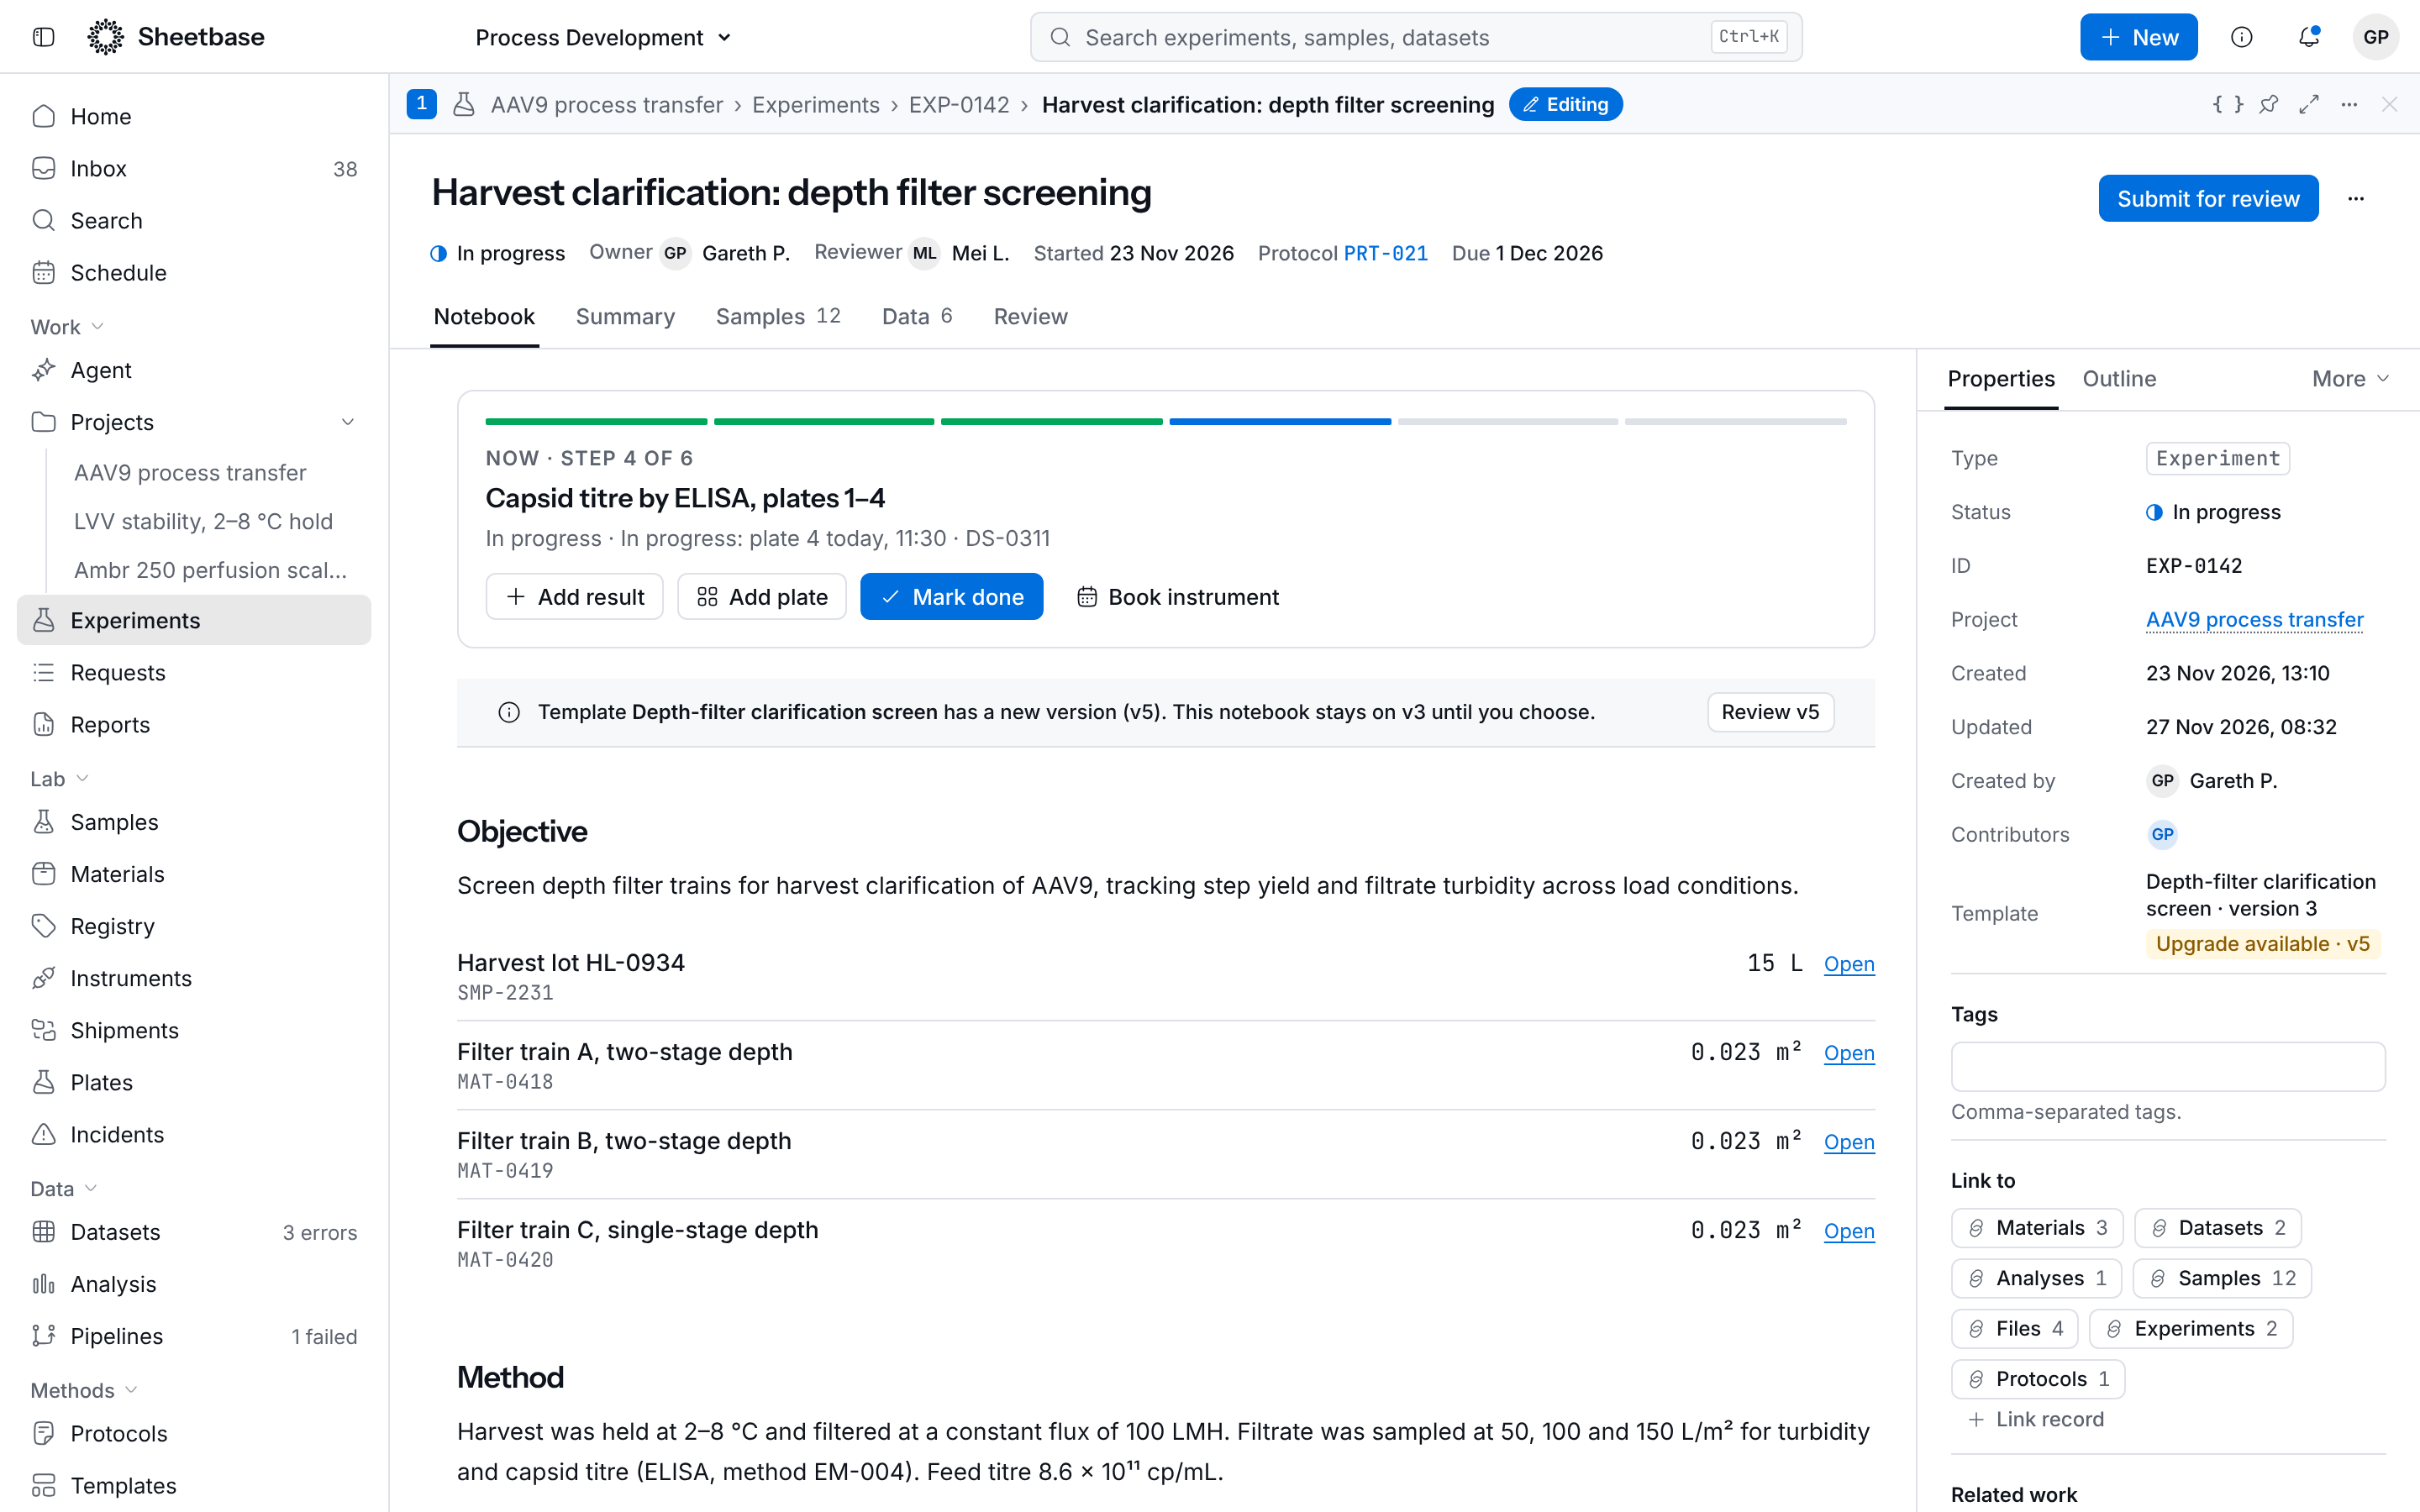 Sheetbase
Process Development
Search experiments, samples, datasets
Ctrl+K
New
GP
Home
Inbox 38
Search
Schedule
Work
Agent
Projects
AAV9 process transfer
LVV stability, 2–8 °C hold
Ambr 250 perfusion scal...
Experiments
Requests
Reports
Lab
Samples
Materials
Registry
Instruments
Shipments
Plates
Incidents
Data
Datasets 3 errors
Analysis
Pipelines 1 failed
Methods
Protocols
Templates
1 AAV9 process transfer › Experiments › EXP-0142 › Harvest clarification: depth filter screening Editing
Harvest clarification: depth filter screening
Submit for review
In progress Owner GP Gareth P. Reviewer ML Mei L. Started 23 Nov 2026 Protocol PRT-021 Due 1 Dec 2026
Notebook Summary Samples 12 Data 6 Review
NOW · STEP 4 OF 6
Capsid titre by ELISA, plates 1–4
In progress · In progress: plate 4 today, 11:30 · DS-0311
Add result Add plate Mark done Book instrument
Template Depth-filter clarification screen has a new version (v5). This notebook stays on v3 until you choose.
Review v5
Objective
Screen depth filter trains for harvest clarification of AAV9, tracking step yield and filtrate turbidity across load conditions.
Harvest lot HL-0934 15 L Open
SMP-2231
Filter train A, two-stage depth 0.023 m² Open
MAT-0418
Filter train B, two-stage depth 0.023 m² Open
MAT-0419
Filter train C, single-stage depth 0.023 m² Open
MAT-0420
Method
Harvest was held at 2–8 °C and filtered at a constant flux of 100 LMH. Filtrate was sampled at 50, 100 and 150 L/m² for turbidity
and capsid titre (ELISA, method EM-004). Feed titre 8.6 × 10¹¹ cp/mL.
Properties Outline More
Type Experiment
Status In progress
ID EXP-0142
Project AAV9 process transfer
Created 23 Nov 2026, 13:10
Updated 27 Nov 2026, 08:32
Created by GP Gareth P.
Contributors GP
Template Depth-filter clarification
screen · version 3
Upgrade available · v5
Tags
Comma-separated tags.
Link to
Materials 3 Datasets 2
Analyses 1 Samples 12
Files 4 Experiments 2
Protocols 1
Link record
Related work